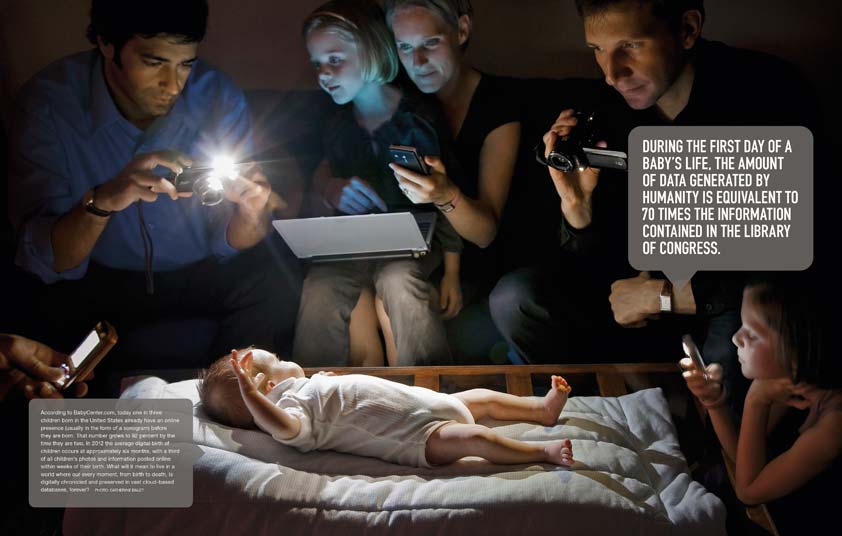 DURING THE FIRST DAY OF A
BABY'S LIFE, THE AMOUNT
OF DATA GENERATED BY
HUMANITY IS EQUIVALENT TO
70 TIMES THE INFORMATION
CONTAINED IN THE LIBRARY
OF CONGRESS.
According to BabyCenter.com, today one in three
children born in the United States already have an online
presence (usually in the form of a sonogram) before
they are born. That number grows to 92 percent by the
time they are two. In 2012 the average digital birth of
children occurs at approximately six months, with a third
of all children's photos and information posted online
within weeks of their birth. What will it mean to live in a
world where our every moment, from birth to death, is
digitally chronicled and preserved in vast cloud-based
databases, forever? PHOTO: CATHERINE BALET